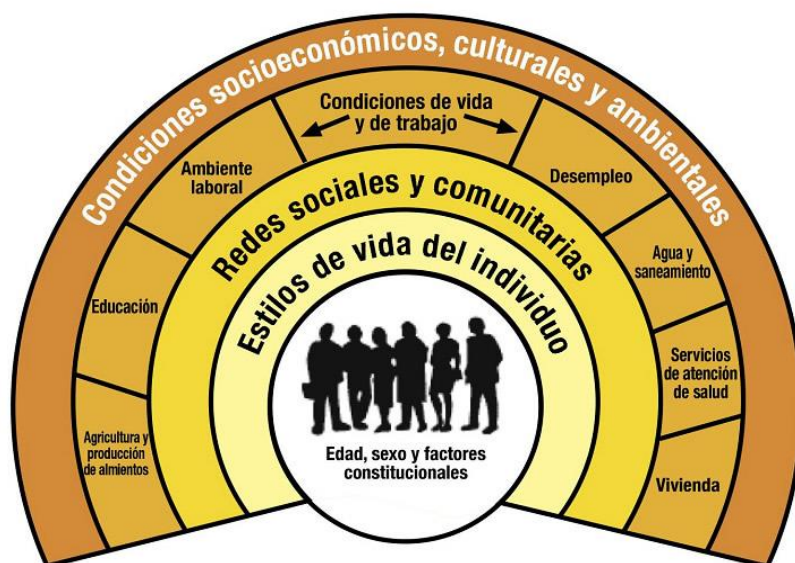 Condiciones socioeconómicos, culturales y ambientales
Condiciones de vida
y de trabajo
Ambiente
laboral
Desempleo
Redes sociales y comunitarias
Agua y
saneamiento
Educación
Estilos de vida del individuo
Servicios
de atención
de salud
Agricultura y
producción
de almientos
Edad, sexo y factores
constitucionales
Vivienda